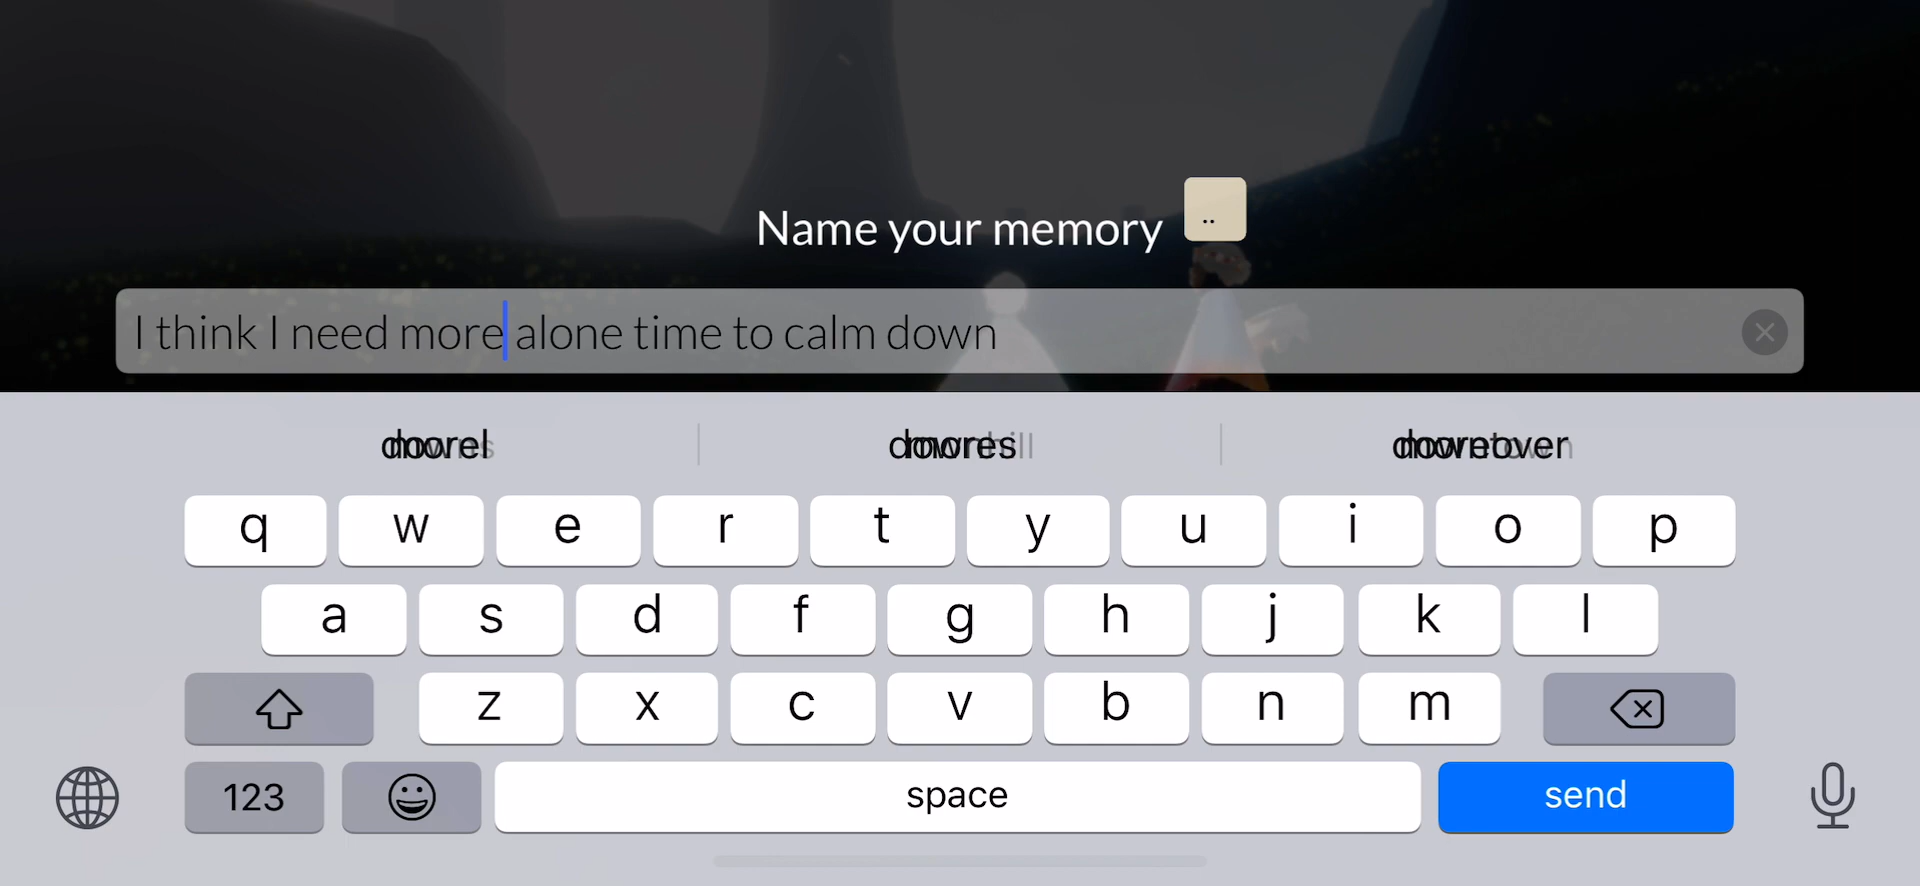 Name your memory
..
I think I need more alone time to calm down
q w e r t y u i o p
a s d f g h j k l
z x c v b n m
123 space send